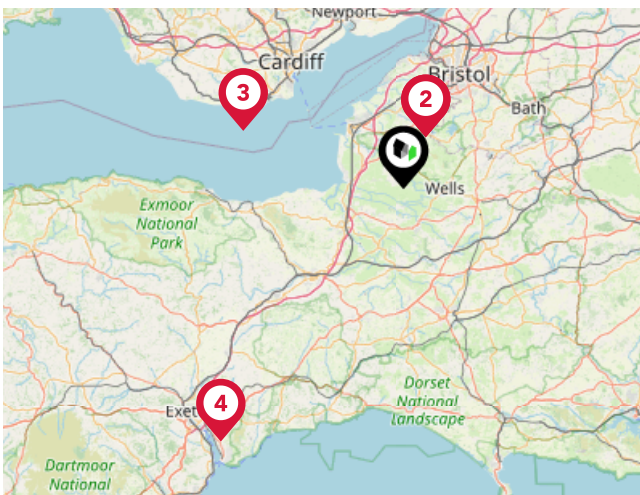 Newport
Cardiff
3
Bristol
2
Bath
Wells
Exmoor
National
Park
Dorset
National
Landscape
4
Exet
Dartmoor
National